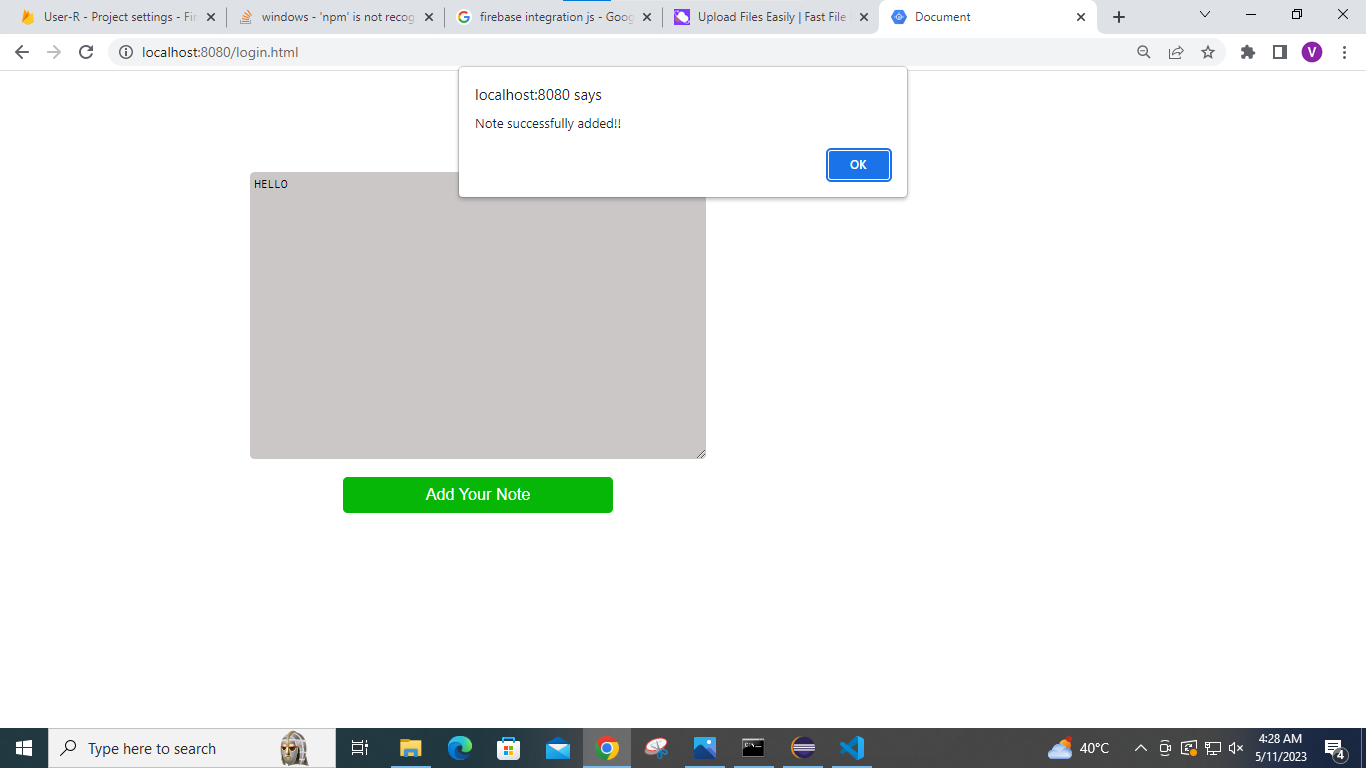 User-R - Project settings - Fir
windows - 'npm' is not recog
firebase integration js - Goog
Upload Files Easily | Fast File
Document
localhost:8080/login.html
V
localhost:8080 says
Note successfully added!!
OK
HELLO
Add Your Note
Type here to search
40°C
4:28 AM
5/11/2023
4